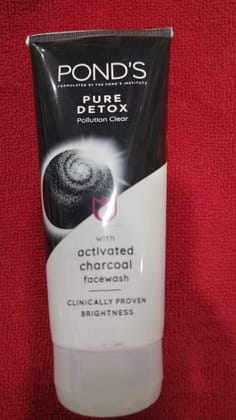 POND'S
FORMULATED BY THE POND'S INSTITUTE
PURE
DETOX
Pollution Clear
with
activated
charcoal
facewash
CLINICALLY PROVEN
BRIGHTNESS